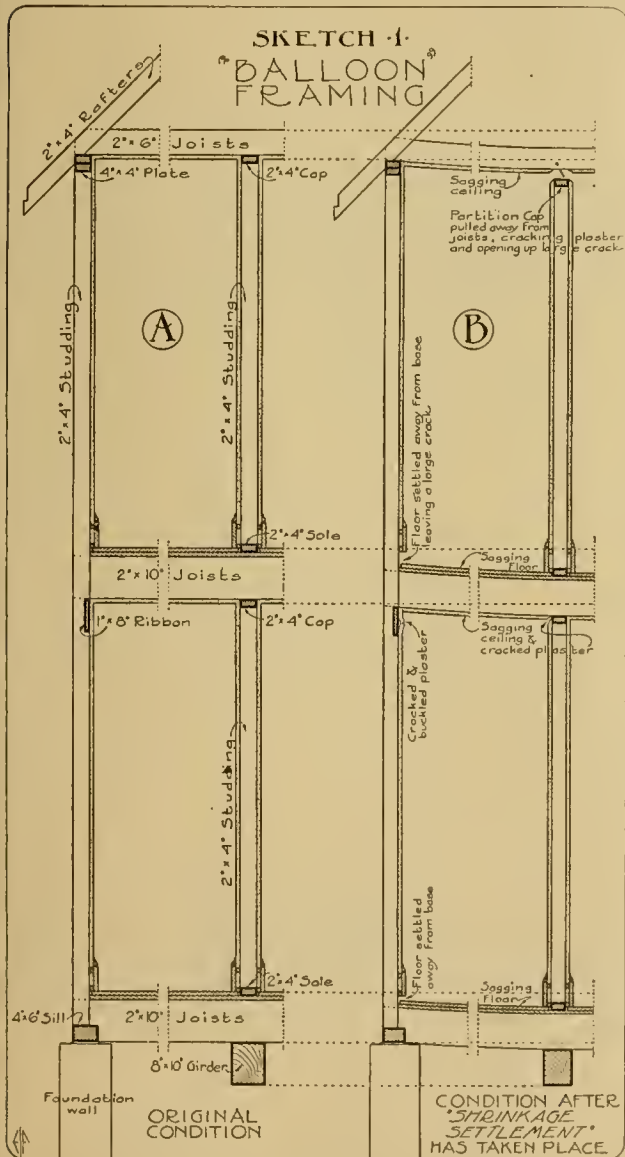 SKETCH ·1·
"BALLOON"
FRAMING
2"x4" Rafters
2"x6" Joists
4"x4" Plate
2"x4" Cap
2"x4" Studding
A
2"x4" Studding
2"x4" Sole
2"x10" Joists
1"x8" Ribbon
2"x4" Cap
2"x4" Studding
2"x4" Sole
4"x6" Sill
2"x10" Joists
8"x10" Girder
Foundation
wall
ORIGINAL
CONDITION
Sagging
ceiling
Partition Cap
pulled away from
joists, cracking plaster
and opening up large crack
B
Floor settled away from base
leaving a large crack
Sagging
Floor
Sagging
ceiling &
cracked plaster
Cracked &
buckled plaster
Floor settled
away from base
Sagging
Floor
CONDITION AFTER
"SHRINKAGE
SETTLEMENT"
HAS TAKEN PLACE